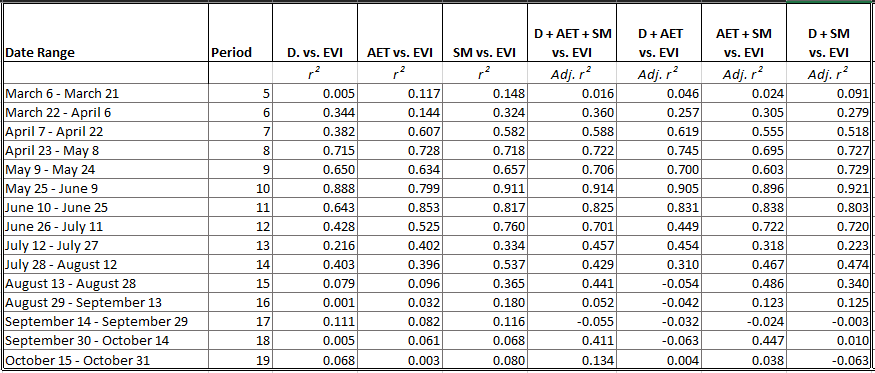 D + AET + SM D + AET AET + SM D + SM
Date Range Period D. vs. EVI AET vs. EVI SM vs. EVI vs. EVI vs. EVI vs. EVI vs. EVI
r² r² r² Adj. r² Adj. r² Adj. r² Adj. r²
March 6 - March 21 5 0.005 0.117 0.148 0.016 0.046 0.024 0.091
March 22 - April 6 6 0.344 0.144 0.324 0.360 0.257 0.305 0.279
April 7 - April 22 7 0.382 0.607 0.582 0.588 0.619 0.555 0.518
April 23 - May 8 8 0.715 0.728 0.718 0.722 0.745 0.695 0.727
May 9 - May 24 9 0.650 0.634 0.657 0.706 0.700 0.603 0.729
May 25 - June 9 10 0.888 0.799 0.911 0.914 0.905 0.896 0.921
June 10 - June 25 11 0.643 0.853 0.817 0.825 0.831 0.838 0.803
June 26 - July 11 12 0.428 0.525 0.760 0.701 0.449 0.722 0.720
July 12 - July 27 13 0.216 0.402 0.334 0.457 0.454 0.318 0.223
July 28 - August 12 14 0.403 0.396 0.537 0.429 0.310 0.467 0.474
August 13 - August 28 15 0.079 0.096 0.365 0.441 -0.054 0.486 0.340
August 29 - September 13 16 0.001 0.032 0.180 0.052 -0.042 0.123 0.125
September 14 - September 29 17 0.111 0.082 0.116 -0.055 -0.032 -0.024 -0.003
September 30 - October 14 18 0.005 0.061 0.068 0.411 -0.063 0.447 0.010
October 15 - October 31 19 0.068 0.003 0.080 0.134 0.004 0.038 -0.063